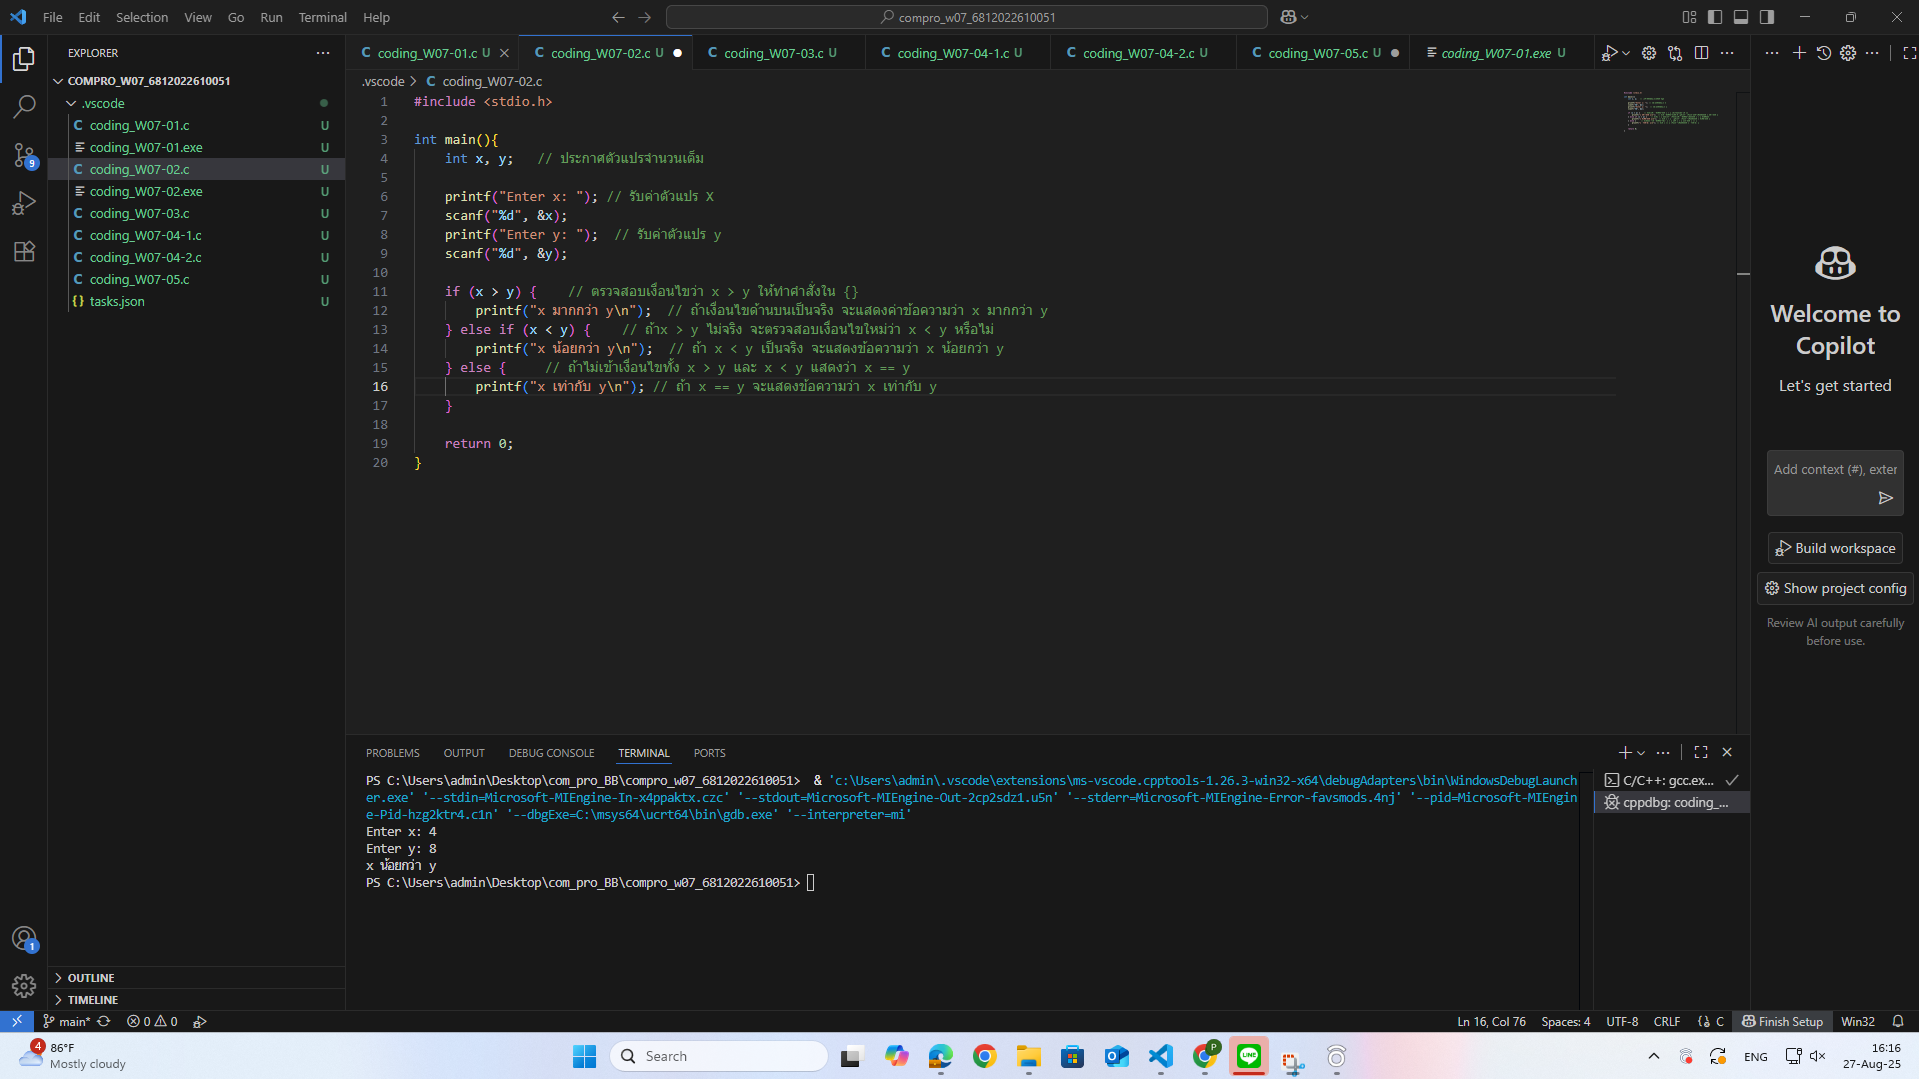 File Edit Selection View Go Run Terminal Help
compro_w07_6812022610051
EXPLORER
COMPRO_W07_6812022610051
.vscode
coding_W07-01.c U
coding_W07-01.exe U
coding_W07-02.c U
coding_W07-02.exe U
coding_W07-03.c U
coding_W07-04-1.c U
coding_W07-04-2.c U
coding_W07-05.c U
tasks.json U
9
1
OUTLINE
TIMELINE
coding_W07-01.c U coding_W07-02.c U coding_W07-03.c U coding_W07-04-1.c U coding_W07-04-2.c U coding_W07-05.c U coding_W07-01.exe U
.vscode > C coding_W07-02.c
1 #include <stdio.h>
2
3 int main(){
4 int x, y; // ประกาศตัวแปรจำนวนเต็ม
5
6 printf("Enter x: "); // รับค่าตัวแปร X
7 scanf("%d", &x);
8 printf("Enter y: "); // รับค่าตัวแปร y
9 scanf("%d", &y);
10
11 if (x > y) { // ตรวจสอบเงื่อนไขว่า x > y ให้ทำคำสั่งใน {}
12 printf("x มากกว่า y\n"); // ถ้าเงื่อนไขด้านบนเป็นจริง จะแสดงค่าข้อความว่า x มากกว่า y
13 } else if (x < y) { // ถ้าx > y ไม่จริง จะตรวจสอบเงื่อนไขใหม่ว่า x < y หรือไม่
14 printf("x น้อยกว่า y\n"); // ถ้า x < y เป็นจริง จะแสดงข้อความว่า x น้อยกว่า y
15 } else { // ถ้าไม่เข้าเงื่อนไขทั้ง x > y และ x < y แสดงว่า x == y
16 printf("x เท่ากับ y\n"); // ถ้า x == y จะแสดงข้อความว่า x เท่ากับ y
17 }
18
19 return 0;
20 }
PROBLEMS OUTPUT DEBUG CONSOLE TERMINAL PORTS
PS C:\Users\admin\Desktop\com_pro_BB\compro_w07_6812022610051> & 'c:\Users\admin\.vscode\extensions\ms-vscode.cpptools-1.26.3-win32-x64\debugAdapters\bin\WindowsDebugLaunch
er.exe' '--stdin=Microsoft-MIEngine-In-x4ppaktx.czc' '--stdout=Microsoft-MIEngine-Out-2cp2sdz1.u5n' '--stderr=Microsoft-MIEngine-Error-favsmods.4nj' '--pid=Microsoft-MIEngin
e-Pid-hzg2ktr4.c1n' '--dbgExe=C:\msys64\ucrt64\bin\gdb.exe' '--interpreter=mi'
Enter x: 4
Enter y: 8
x น้อยกว่า y
PS C:\Users\admin\Desktop\com_pro_BB\compro_w07_6812022610051>
C/C++: gcc.ex...
cppdbg: coding_...
Welcome to
Copilot
Let's get started
Add context (#), exter
Build workspace
Show project config
Review AI output carefully
before use.
main* 0 0
Ln 16, Col 76 Spaces: 4 UTF-8 CRLF {} C Finish Setup Win32
4 86°F
Mostly cloudy
Search
P
LINE
ENG
16:16
27-Aug-25